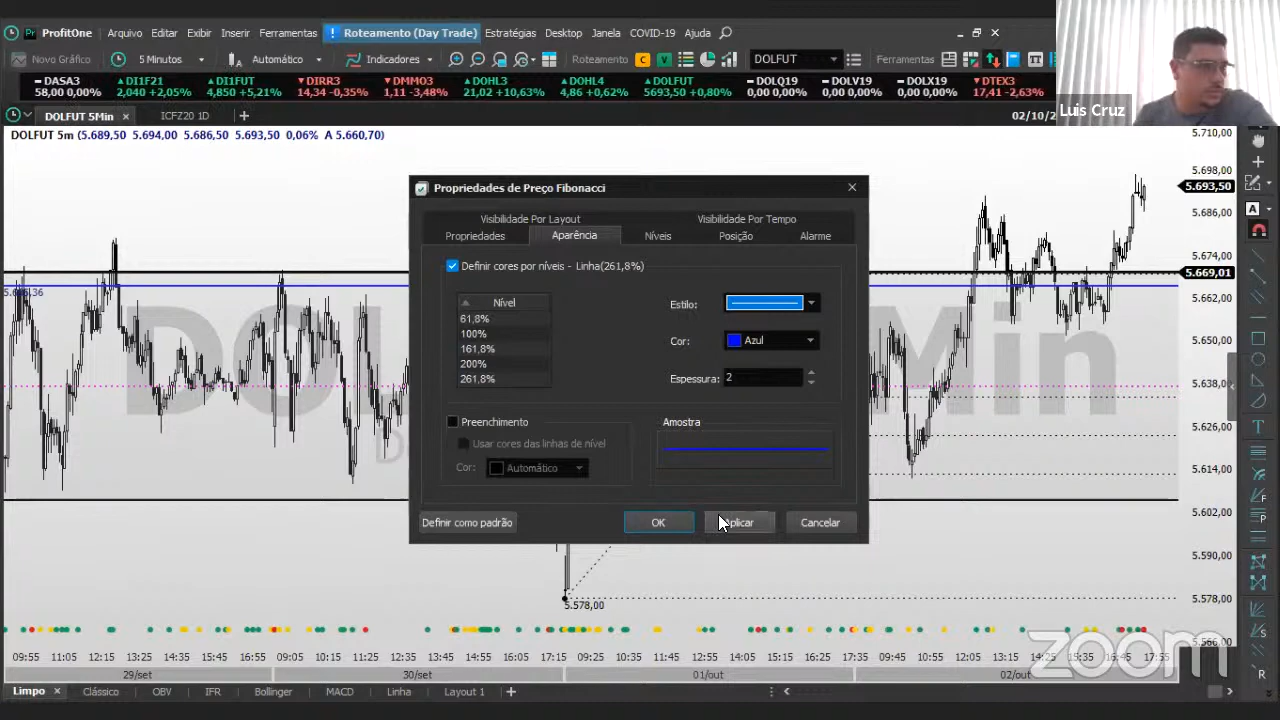 ProfitOne Arquivo Editar Exibir Inserir Ferramentas ! Roteamento (Day Trade) Estratégias Desktop Janela COVID-19 Ajuda
Novo Gráfico 5 Minutos Automático Indicadores Roteamento C V DOLFUT Ferramentas
DASA3 DI1F21 DI1FUT DIRR3 DMMO3 DOHL3 DOHL4 DOLFUT DOLQ19 DOLV19 DOLX19 DTEX3
58,00 0,00% 2,040 +2,05% 4,850 +5,21% 14,34 -0,35% 1,11 -3,48% 21,02 +10,63% 4,86 +0,62% 5693,50 +0,80% 0,00 0,00% 0,00 0,00% 0,00 0,00% 17,41 -2,63%
Luis Cruz
DOLFUT 5Min × ICFZ20 1D + 02/10/2
DOLFUT 5m (5.689,50 5.694,00 5.686,50 5.693,50 0,06% A 5.660,70)
5.710,00
5.698,00
5.693,50
5.686,00
5.674,00
5.669,01
5.662,00
5.650,00
5.638,00
5.626,00
5.614,00
5.602,00
5.590,00
5.578,00
5.566,00
Propriedades de Preço Fibonacci
Visibilidade Por Layout Visibilidade Por Tempo
Propriedades Aparência Níveis Posição Alarme
Definir cores por níveis - Linha(261,8%)
Nível
61,8%
100%
161,8%
200%
261,8%
Estilo:
Cor: Azul
Espessura: 2
Preenchimento
Usar cores das linhas de nível
Cor: Automático
Amostra
Definir como padrão OK Aplicar Cancelar
5.578,00
09:55 11:05 12:15 13:25 14:35 15:45 16:55 09:05 10:15 11:25 12:35
17:15 09:25
12:55 14:05 15:15 16:25 17:35 09:45 10:55 12:05 13:15 14:25 15:35 16:45 17:55
29/set 30/set 01/out 02/out
zoom
Limpo × Clássico OBV IFR Bollinger MACD Linha Layout 1 +